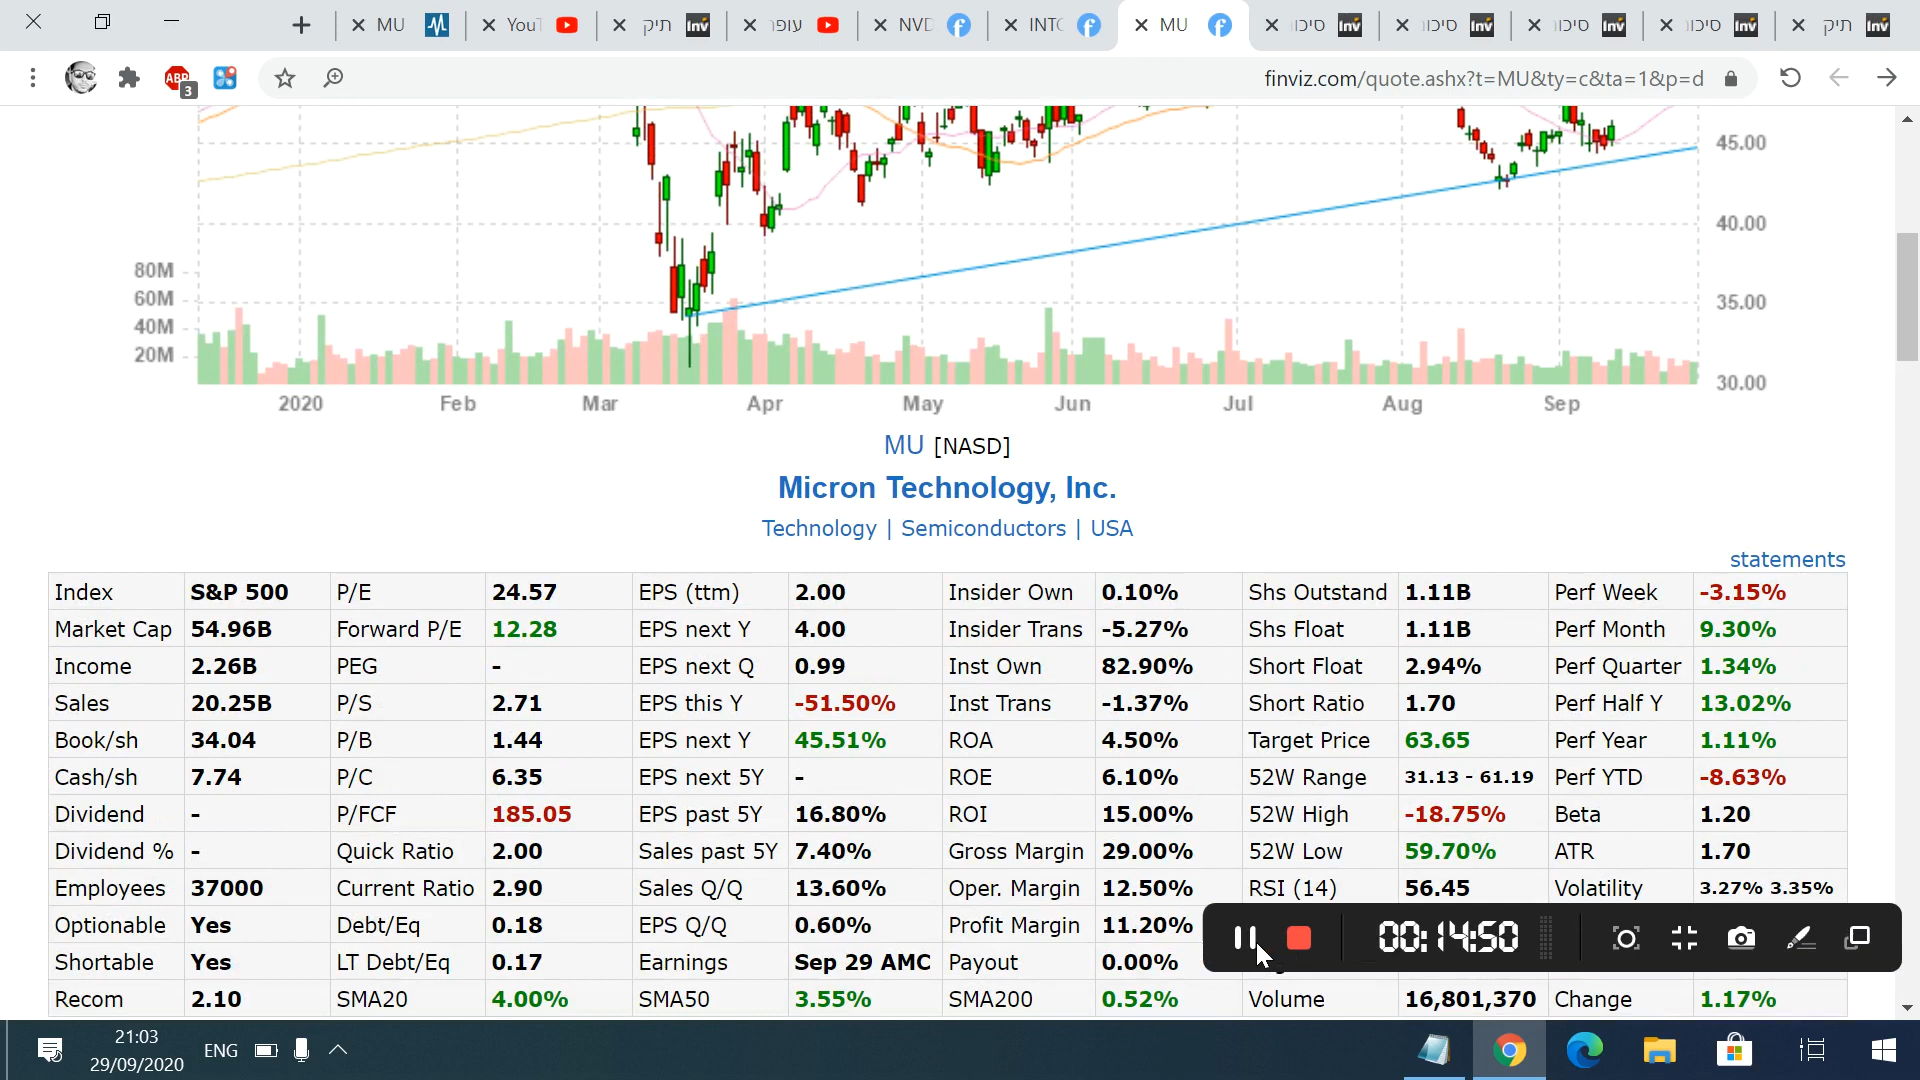 MU
YouT
תיק
עופר
NVD
INTC
MU
סיכו
סיכו
סיכו
סיכו
תיק
ABP
3
finviz.com/quote.ashx?t=MU&ty=c&ta=1&p=d
45.00
40.00
35.00
30.00
80M
60M
40M
20M
2020 Feb Mar Apr May Jun Jul Aug Sep
MU [NASD]
Micron Technology, Inc.
Technology | Semiconductors | USA
statements
Index S&P 500 P/E 24.57 EPS (ttm) 2.00 Insider Own 0.10% Shs Outstand 1.11B Perf Week -3.15%
Market Cap 54.96B Forward P/E 12.28 EPS next Y 4.00 Insider Trans -5.27% Shs Float 1.11B Perf Month 9.30%
Income 2.26B PEG - EPS next Q 0.99 Inst Own 82.90% Short Float 2.94% Perf Quarter 1.34%
Sales 20.25B P/S 2.71 EPS this Y -51.50% Inst Trans -1.37% Short Ratio 1.70 Perf Half Y 13.02%
Book/sh 34.04 P/B 1.44 EPS next Y 45.51% ROA 4.50% Target Price 63.65 Perf Year 1.11%
Cash/sh 7.74 P/C 6.35 EPS next 5Y - ROE 6.10% 52W Range 31.13 - 61.19 Perf YTD -8.63%
Dividend - P/FCF 185.05 EPS past 5Y 16.80% ROI 15.00% 52W High -18.75% Beta 1.20
Dividend % - Quick Ratio 2.00 Sales past 5Y 7.40% Gross Margin 29.00% 52W Low 59.70% ATR 1.70
Employees 37000 Current Ratio 2.90 Sales Q/Q 13.60% Oper. Margin 12.50% RSI (14) 56.45 Volatility 3.27% 3.35%
Optionable Yes Debt/Eq 0.18 EPS Q/Q 0.60% Profit Margin 11.20%
Shortable Yes LT Debt/Eq 0.17 Earnings Sep 29 AMC Payout 0.00%
Recom 2.10 SMA20 4.00% SMA50 3.55% SMA200 0.52% Volume 16,801,370 Change 1.17%
00:14:50
21:03
29/09/2020
ENG